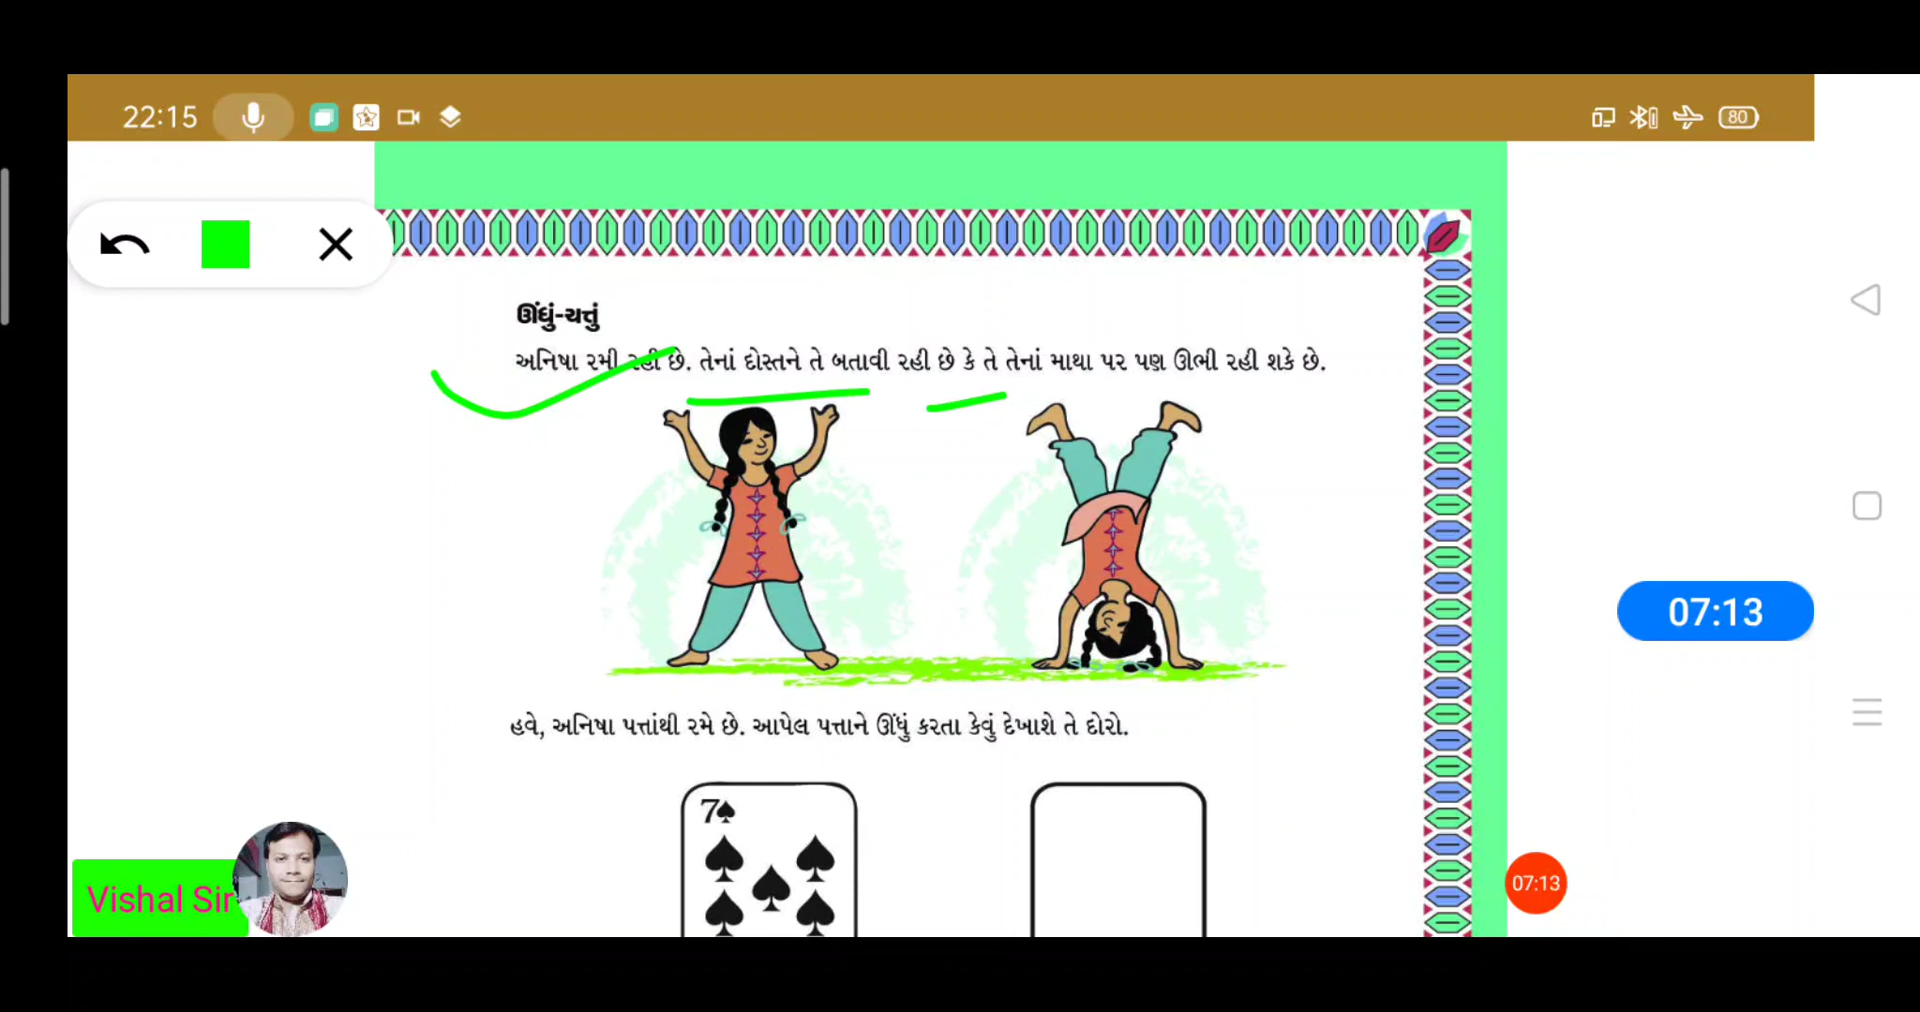 22:15
80
ઊંધું-ચત્તું
અનિષા રમી રહી છે. તેનાં દોસ્તને તે બતાવી રહી છે કે તે તેનાં માથા પર પણ ઊભી રહી શકે છે.
07:13
હવે, અનિષા પત્તાંથી રમે છે. આપેલ પત્તાને ઊંધું કરતા કેવું દેખાશે તે દોરો.
7♠
Vishal Sir
07:13